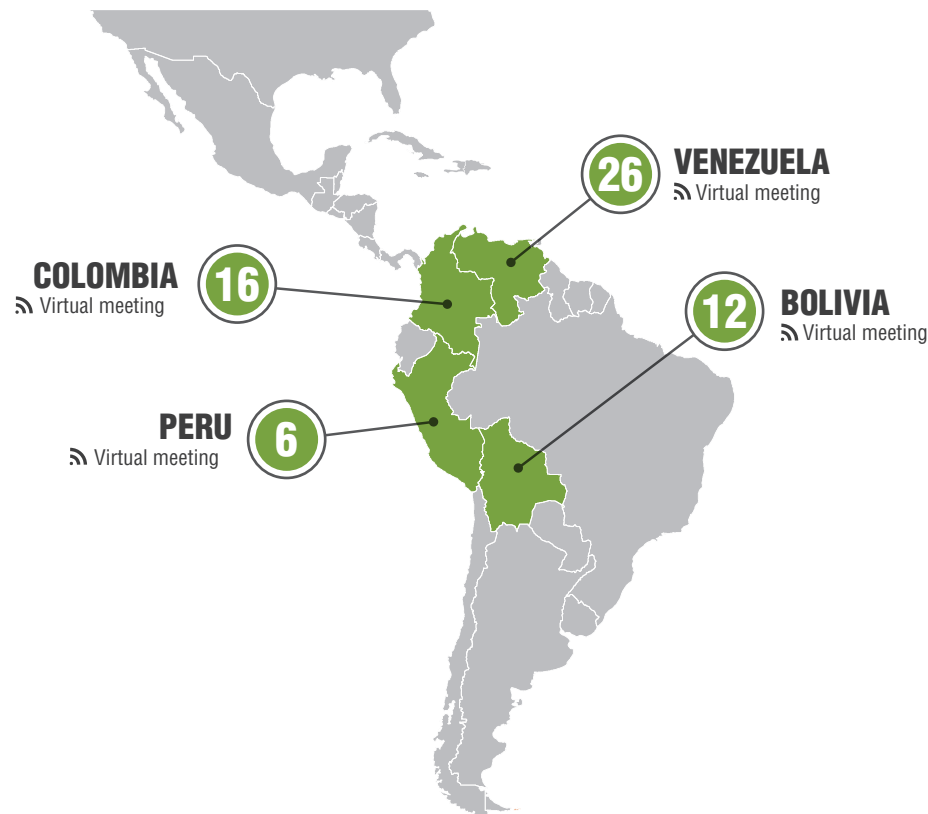 26
VENEZUELA
Virtual meeting
COLOMBIA
Virtual meeting
16
12
BOLIVIA
Virtual meeting
PERU
Virtual meeting
6